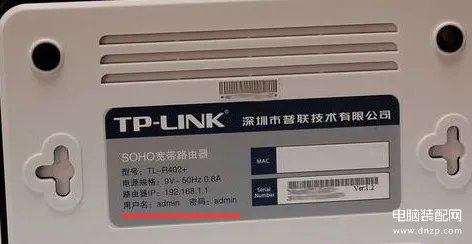 TP-LINK 深圳市普联技术有限公司
SOHO宽带路由器
型号: TL-R402+
电源规格: 9V~50Hz 0.8A
路由器IP: 192.168.1.1
用户名: admin 密码: admin
MAC
Serial Number
Ver:1.2
电脑装配网
www.dnzp.com